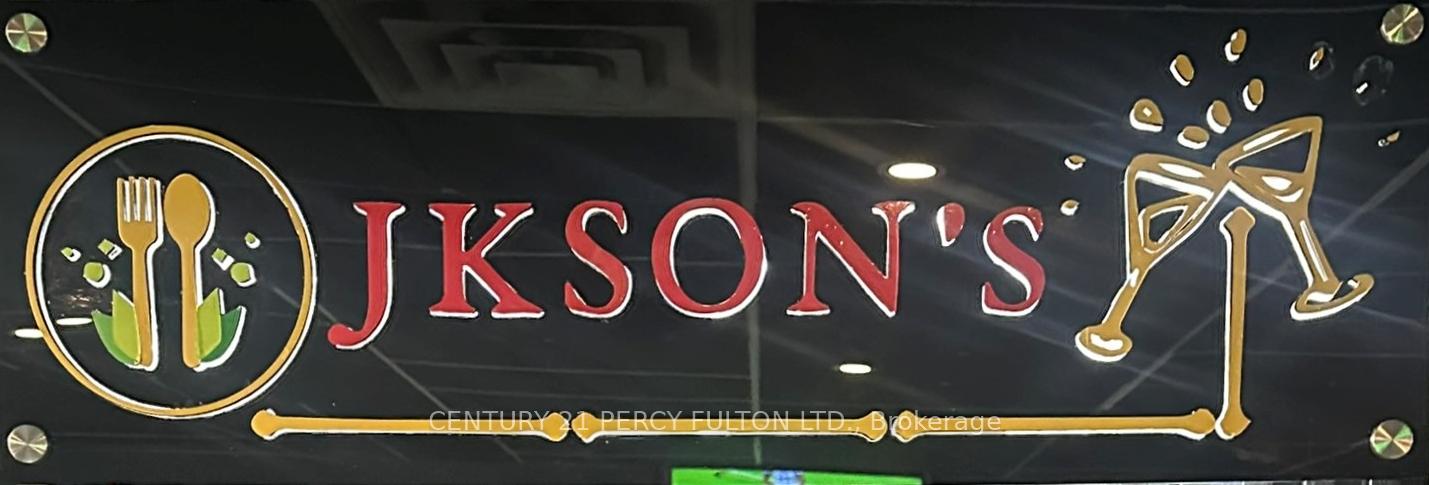 JKSON'S
CENTURY 21 PERCY FULTON LTD., Brokerage